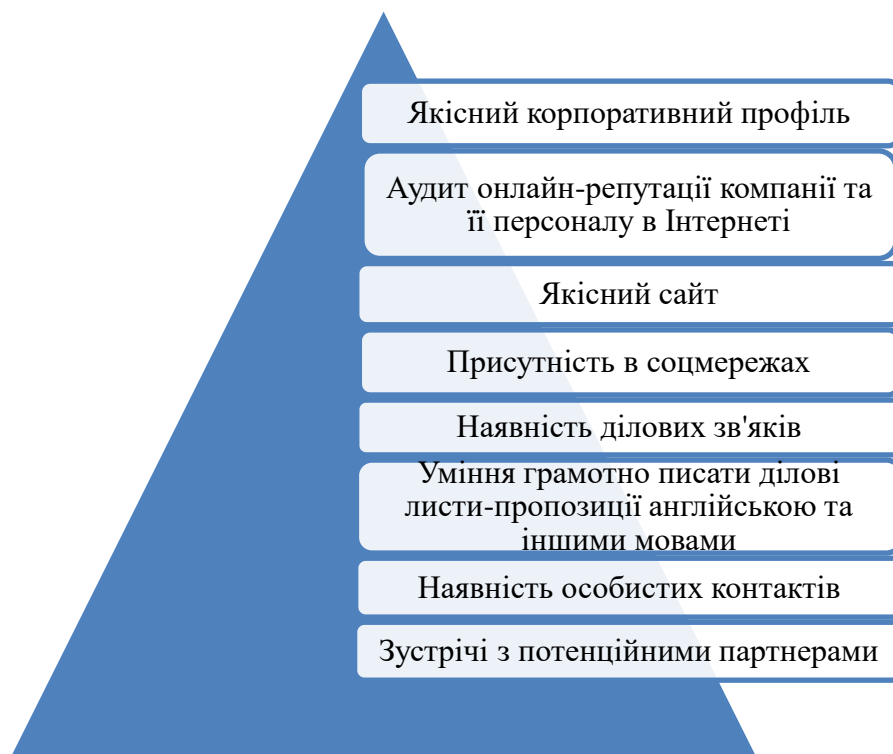 Якісний корпоративний профіль
Аудит онлайн-репутації компанії та
її персоналу в Інтернеті
Якісний сайт
Присутність в соцмережах
Наявність ділових зв'яків
Уміння грамотно писати ділові
листи-пропозиції англійською та
іншими мовами
Наявність особистих контактів
Зустрічі з потенційними партнерами